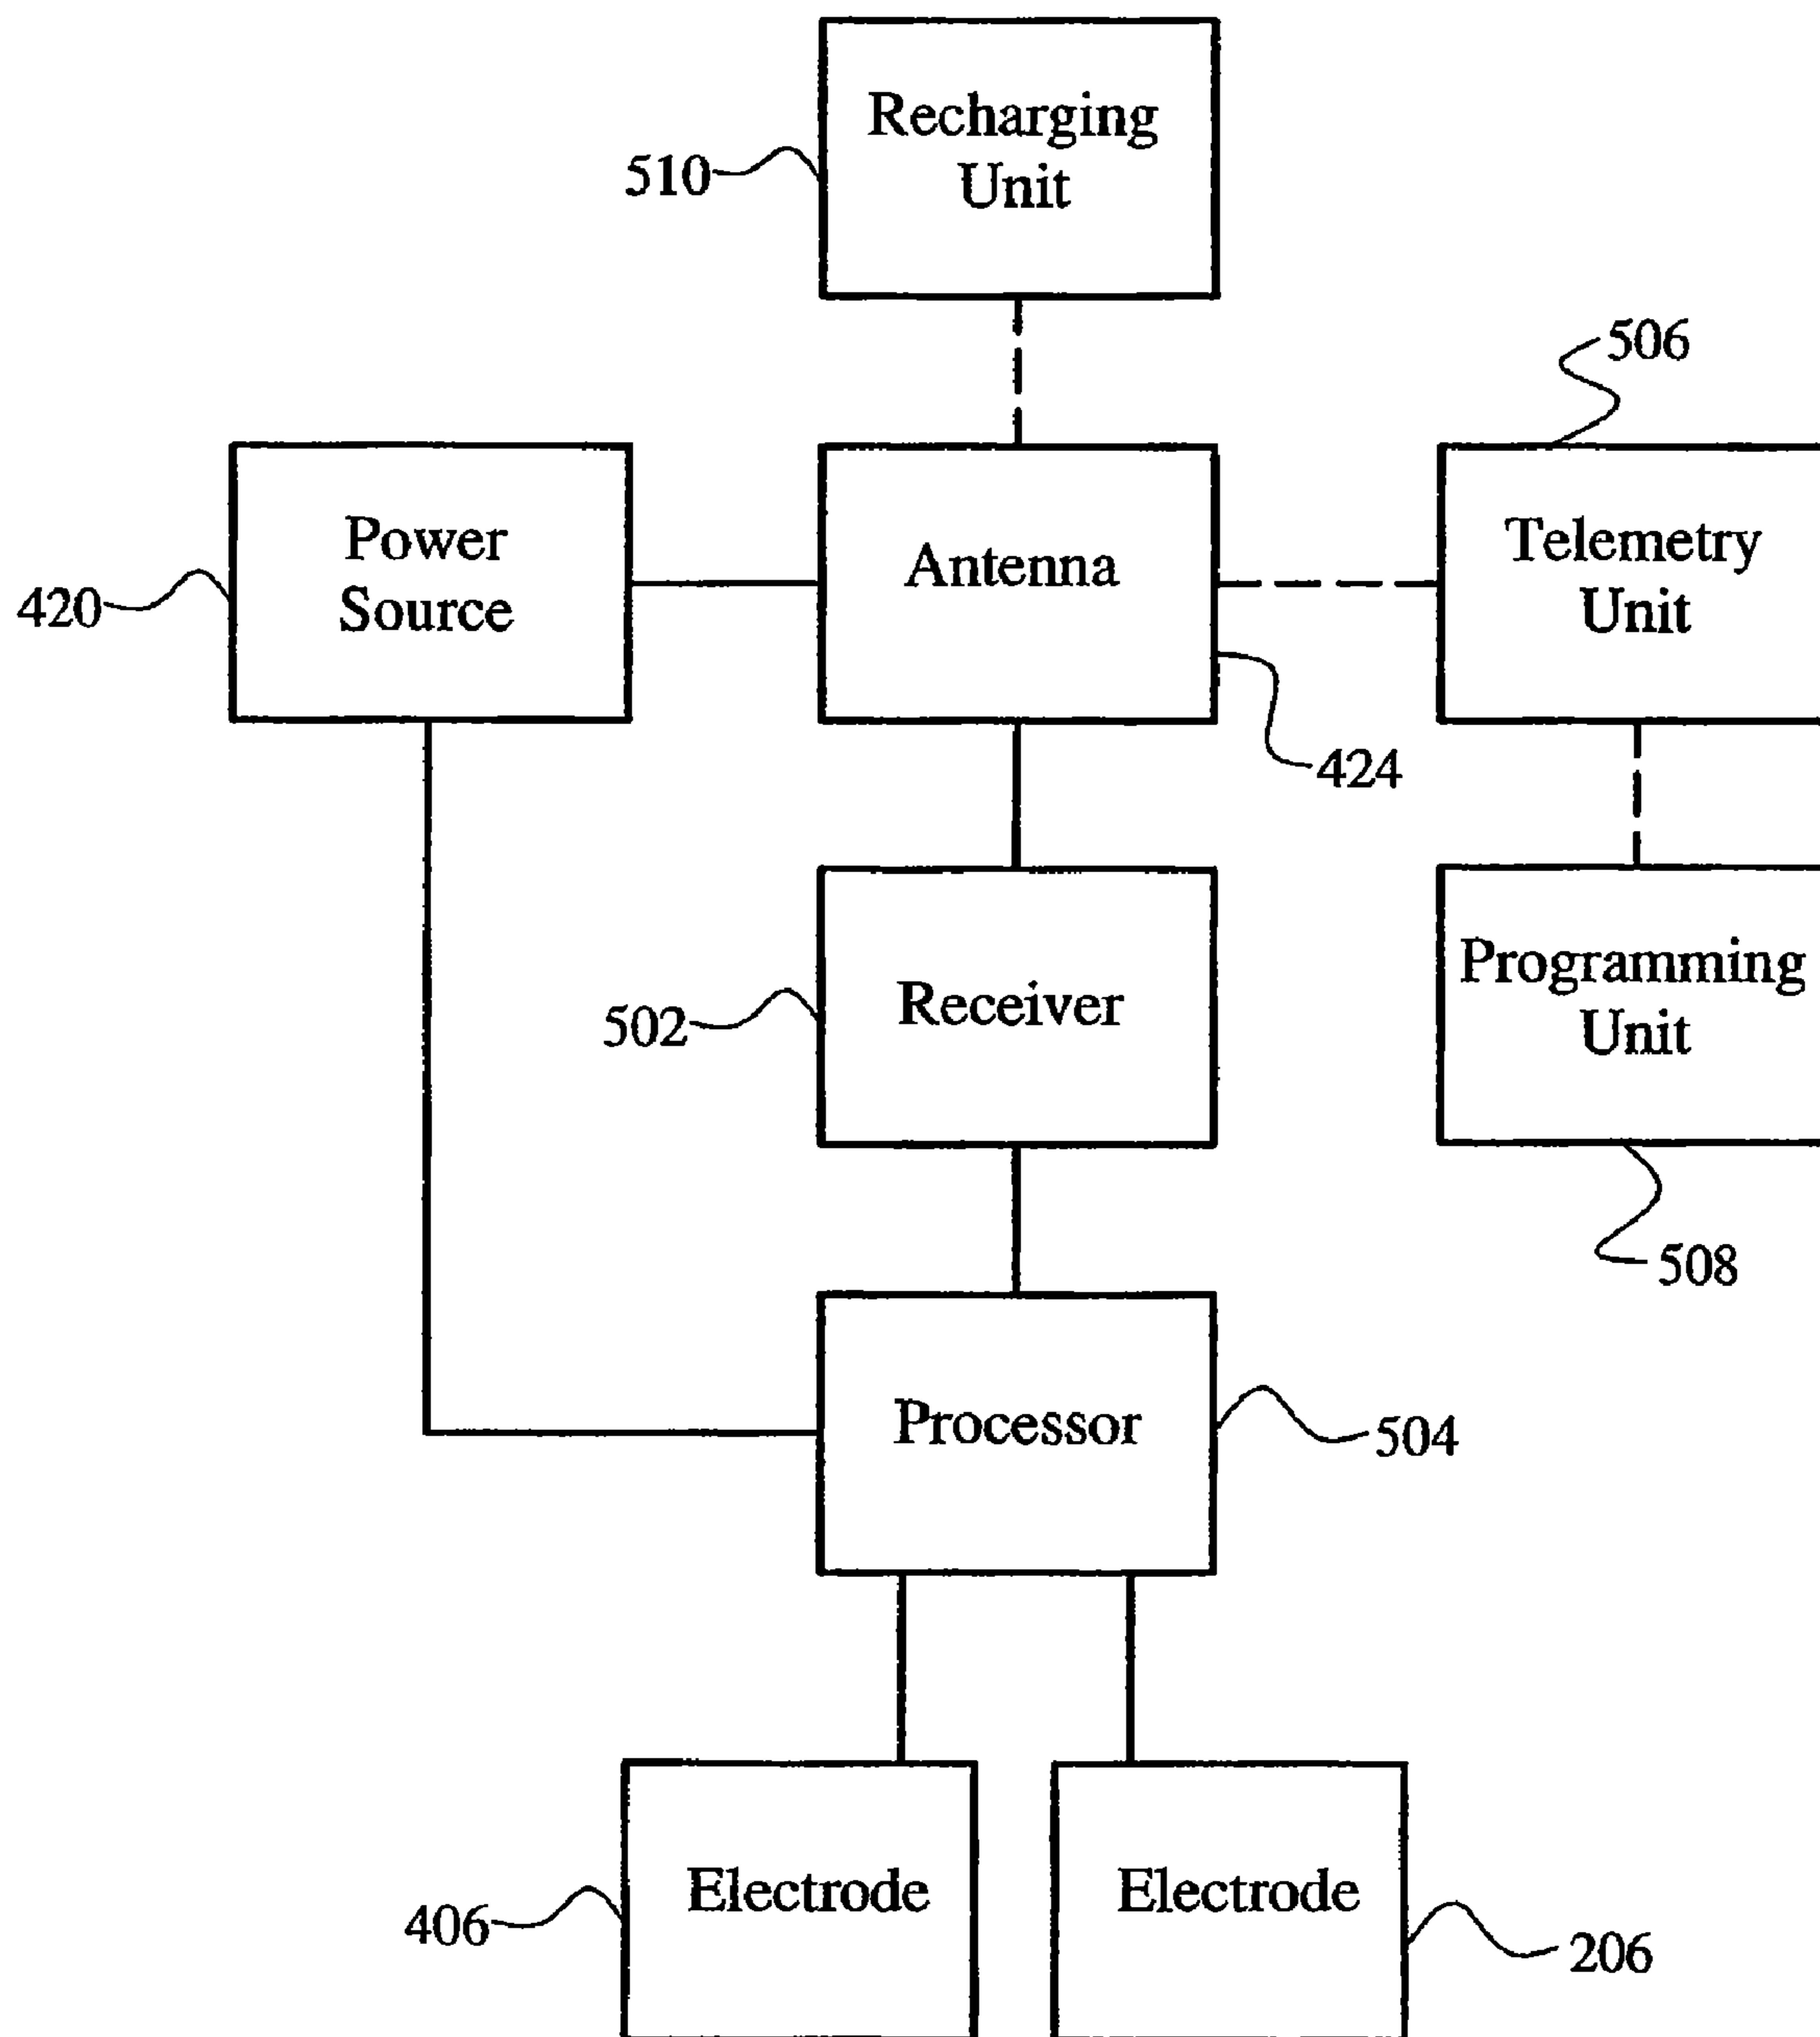 Recharging
Unit
510
506
Power
Source
420
Antenna
Telemetry
Unit
424
Receiver
502
Programming
Unit
508
Processor
504
Electrode
406
Electrode
206